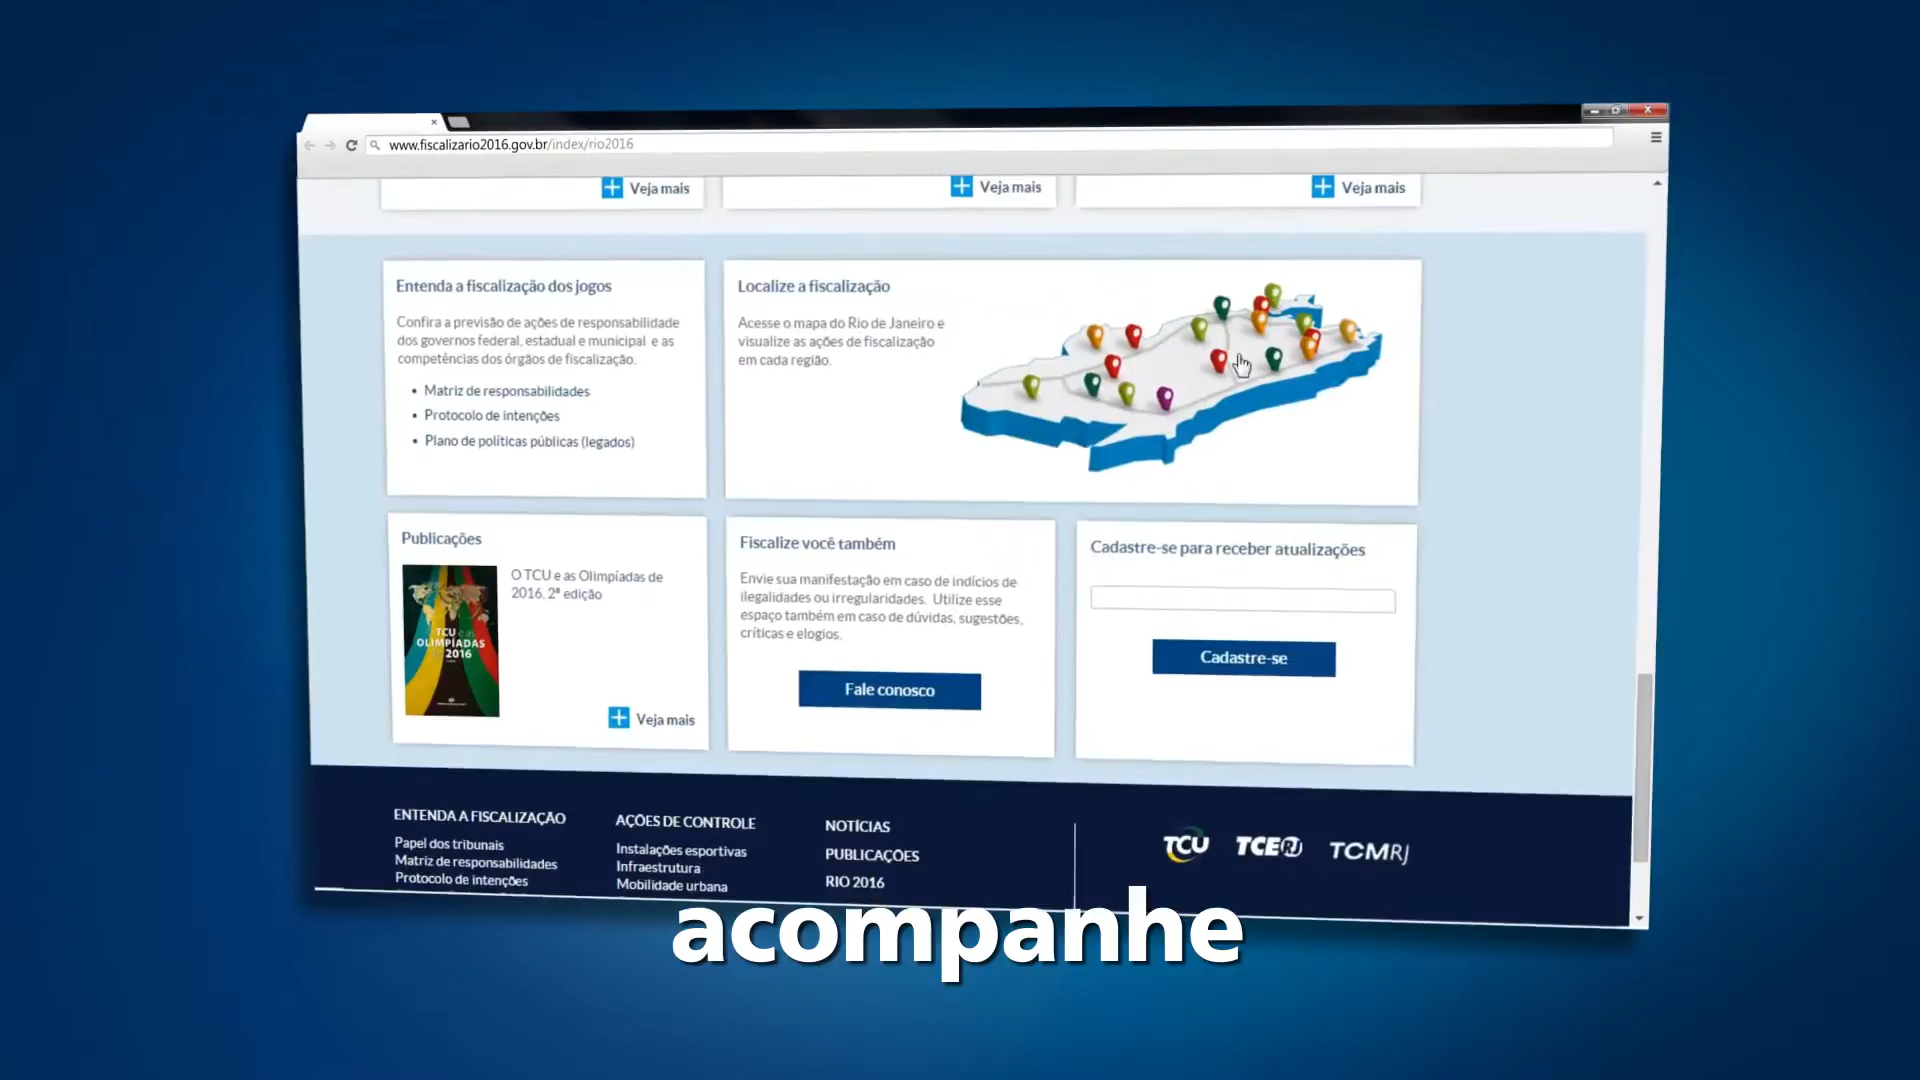 www.fiscalizario2016.gov.br/index/rio2016
Veja mais
Veja mais
Veja mais
Entenda a fiscalização dos jogos
Confira a previsão de ações de responsabilidade
dos governos federal, estadual e municipal e as
competências dos órgãos de fiscalização.
• Matriz de responsabilidades
• Protocolo de intenções
• Plano de políticas públicas (legados)
Localize a fiscalização
Acesse o mapa do Rio de Janeiro e
visualize as ações de fiscalização
em cada região.
Publicações
TCU e as
OLIMPÍADAS
2016
O TCU e as Olimpíadas de
2016. 2ª edição
Veja mais
Fiscalize você também
Envie sua manifestação em caso de indícios de
ilegalidades ou irregularidades. Utilize esse
espaço também em caso de dúvidas, sugestões,
críticas e elogios.
Fale conosco
Cadastre-se para receber atualizações
Cadastre-se
ENTENDA A FISCALIZAÇÃO
Papel dos tribunais
Matriz de responsabilidades
Protocolo de intenções
AÇÕES DE CONTROLE
Instalações esportivas
Infraestrutura
Mobilidade urbana
NOTÍCIAS
PUBLICAÇÕES
RIO 2016
TCU
TCERJ
TCMRJ
acompanhe